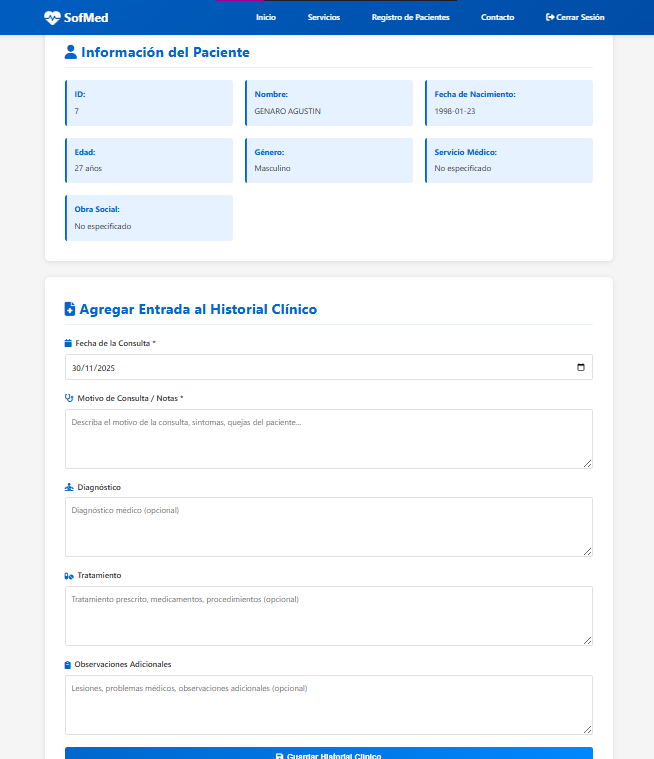 SofMed
Inicio Servicios Registro de Pacientes Contacto Cerrar Sesión
Información del Paciente
ID: Nombre: Fecha de Nacimiento:
7 GENARO AGUSTIN 1998-01-23
Edad: Género: Servicio Médico:
27 años Masculino No especificado
Obra Social:
No especificado
Agregar Entrada al Historial Clínico
Fecha de la Consulta *
30/11/2025
Motivo de Consulta / Notas *
Describa el motivo de la consulta, síntomas, quejas del paciente...
Diagnóstico
Diagnóstico médico (opcional)
Tratamiento
Tratamiento prescrito, medicamentos, procedimientos (opcional)
Observaciones Adicionales
Lesiones, problemas médicos, observaciones adicionales (opcional)
Guardar Historial Clínico